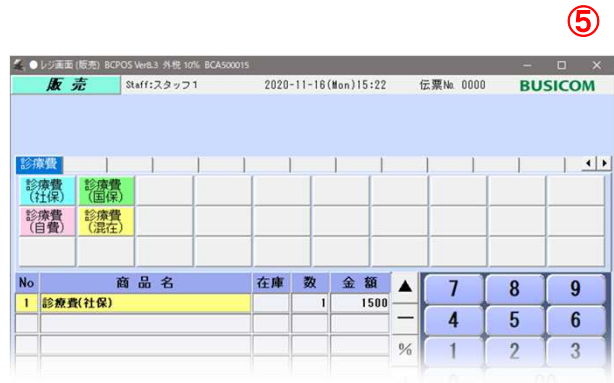 ⑤
レジ画面 (販売) BCPOS Ver8.3 外税 10% BCA500015
販 売 Staff:スタッフ1 2020-11-16(Mon)15:22 伝票№ 0000 BUSICOM
診療費
診療費(社保) 診療費(国保)
診療費(自費) 診療費(混在)
No 商 品 名 在庫 数 金 額 ▲ 7 8 9
1 診療費(社保) 1 1500
－ 4 5 6
% 1 2 3